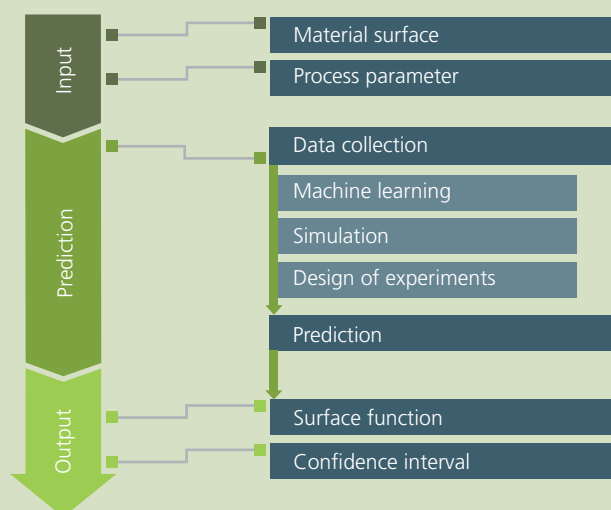 Input
Material surface
Process parameter
Prediction
Data collection
Machine learning
Simulation
Design of experiments
Prediction
Output
Surface function
Confidence interval